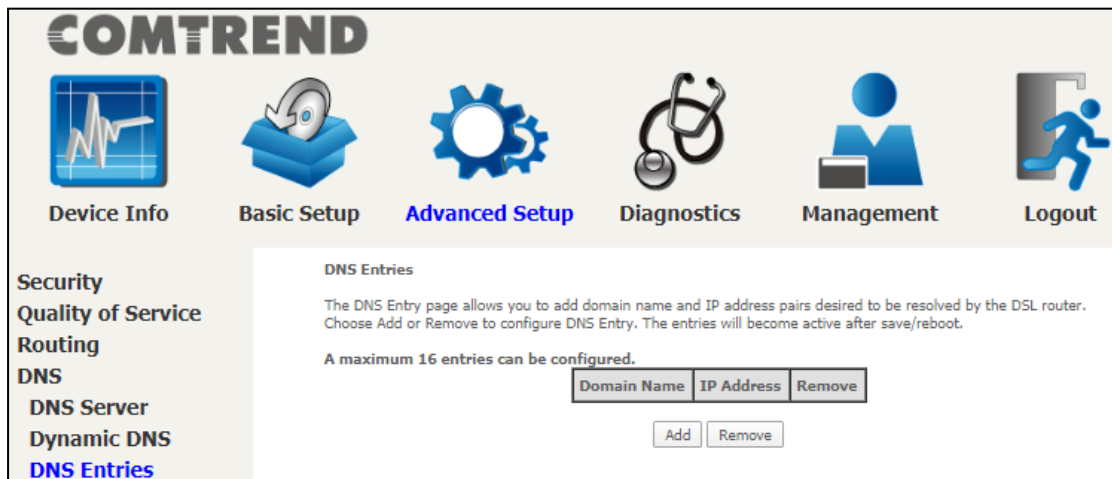 COMTREND
Device Info Basic Setup Advanced Setup Diagnostics Management Logout
Security
Quality of Service
Routing
DNS
DNS Server
Dynamic DNS
DNS Entries
DNS Entries
The DNS Entry page allows you to add domain name and IP address pairs desired to be resolved by the DSL router.
Choose Add or Remove to configure DNS Entry. The entries will become active after save/reboot.
A maximum 16 entries can be configured.
Domain Name IP Address Remove
Add Remove